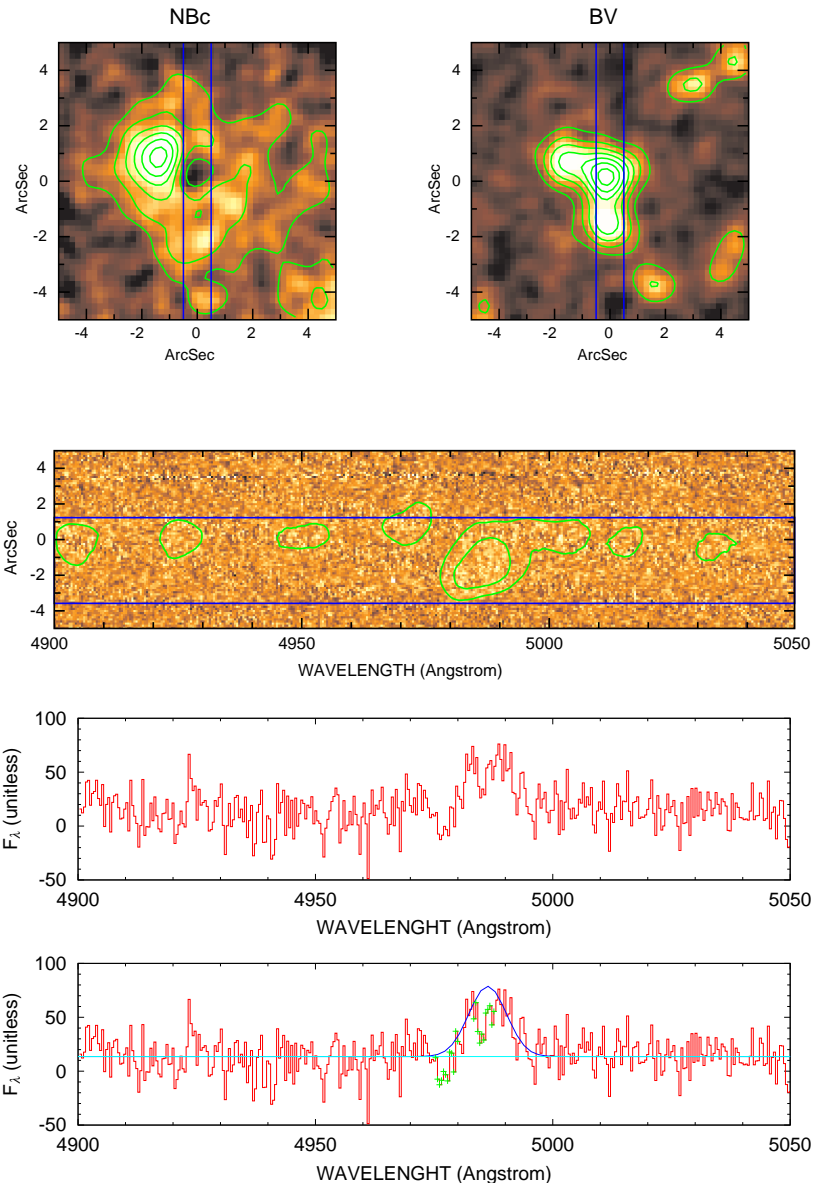 NBc
BV
4
2
0
-2
-4
ArcSec
-4 -2 0 2 4
ArcSec
4
2
0
-2
-4
ArcSec
-4 -2 0 2 4
ArcSec
4
2
0
-2
-4
ArcSec
4900 4950 5000 5050
WAVELENGTH (Angstrom)
100
50
0
-50
Fλ (unitless)
4900 4950 5000 5050
WAVELENGHT (Angstrom)
100
50
0
-50
Fλ (unitless)
4900 4950 5000 5050
WAVELENGHT (Angstrom)